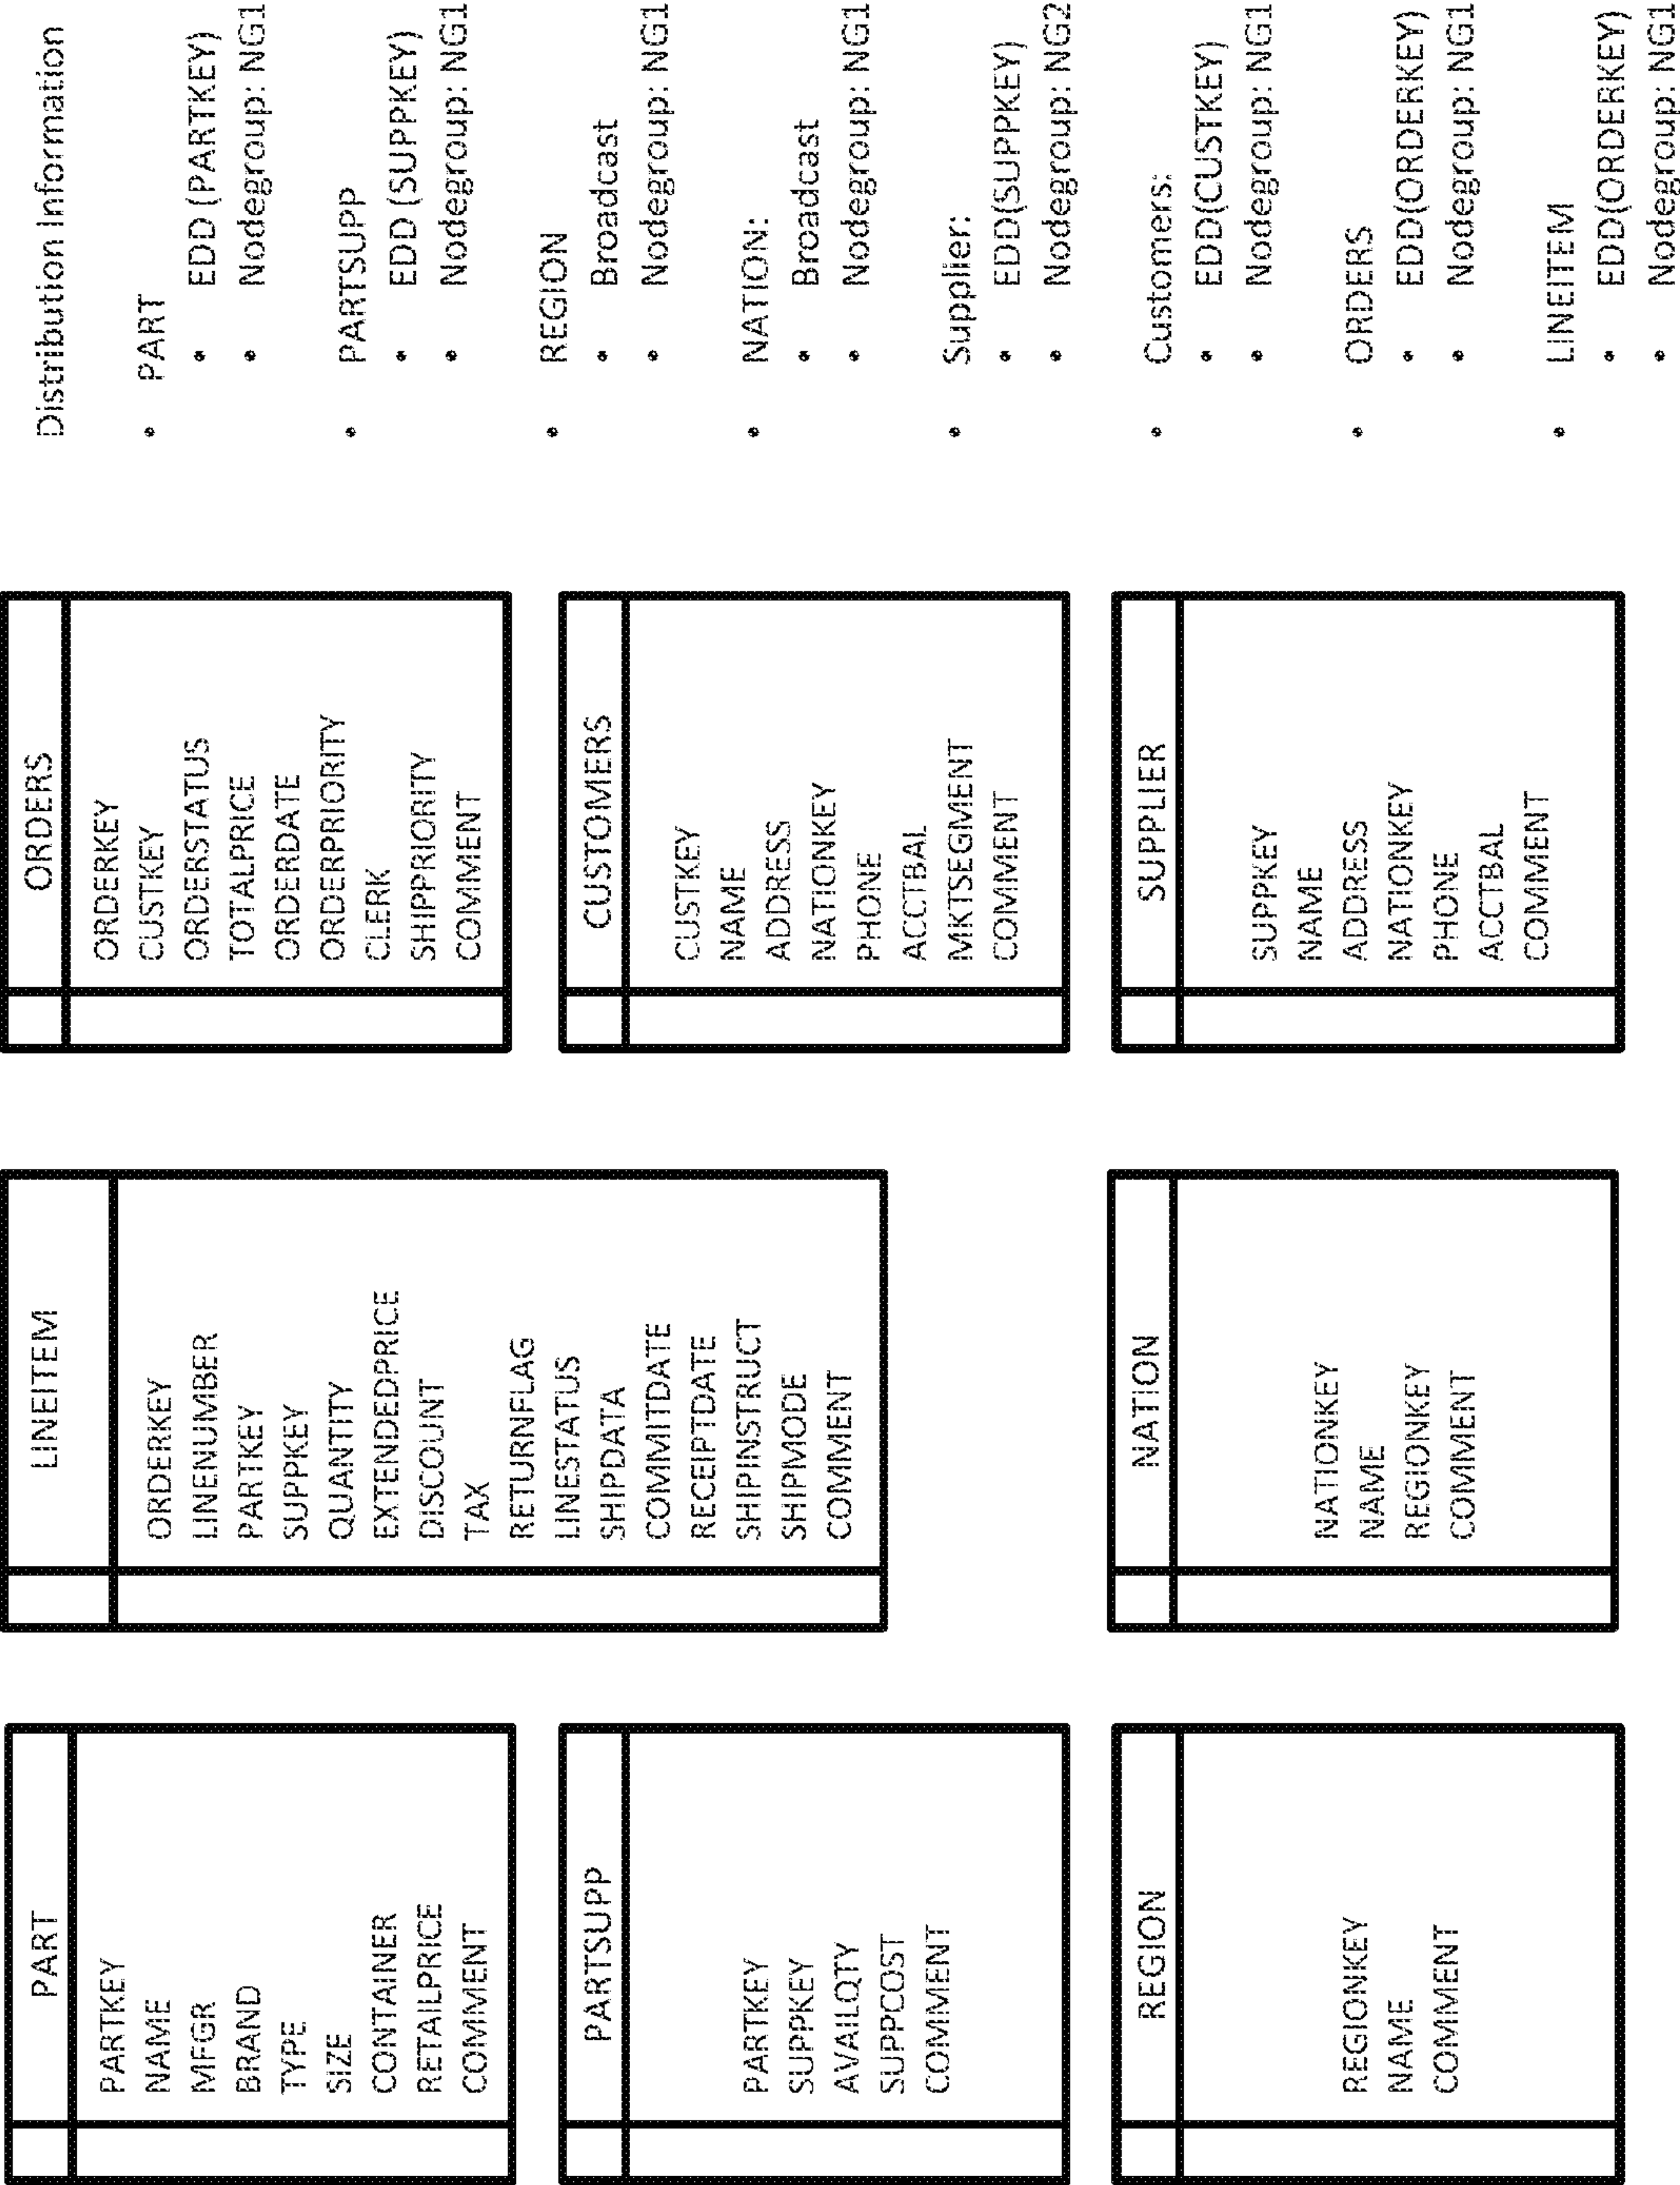 PART
PARTKEY
NAME
MFGR
BRAND
TYPE
SIZE
CONTAINER
RETAILPRICE
COMMENT
PARTSUPP
PARTKEY
SUPPKEY
AVAILQTY
SUPPCOST
COMMENT
REGION
REGIONKEY
NAME
COMMENT
LINEITEM
ORDERKEY
LINENUMBER
PARTKEY
SUPPKEY
QUANTITY
EXTENDEDPRICE
DISCOUNT
TAX
RETURNFLAG
LINESTATUS
SHIPDATA
COMMITDATE
RECEIPTDATE
SHIPINSTRUCT
SHIPMODE
COMMENT
NATION
NATIONKEY
NAME
REGIONKEY
COMMENT
ORDERS
ORDERKEY
CUSTKEY
ORDERSTATUS
TOTALPRICE
ORDERDATE
ORDERPRIORITY
CLERK
SHIPPRIORITY
COMMENT
CUSTOMERS
CUSTKEY
NAME
ADDRESS
NATIONKEY
PHONE
ACCTBAL
MKTSEGMENT
COMMENT
SUPPLIER
SUPPKEY
NAME
ADDRESS
NATIONKEY
PHONE
ACCTBAL
COMMENT
Distribution Information
• PART
• EDD (PARTKEY)
• Nodegroup: NG1
• PARTSUPP
• EDD (SUPPKEY)
• Nodegroup: NG1
• REGION
• Broadcast
• Nodegroup: NG1
• NATION:
• Broadcast
• Nodegroup: NG1
• Supplier:
• EDD(SUPPKEY)
• Nodegroup: NG2
• Customers:
• EDD(CUSTKEY)
• Nodegroup: NG1
• ORDERS
• EDD(ORDERKEY)
• Nodegroup: NG1
• LINEITEM
• EDD(ORDERKEY)
• Nodegroup: NG1